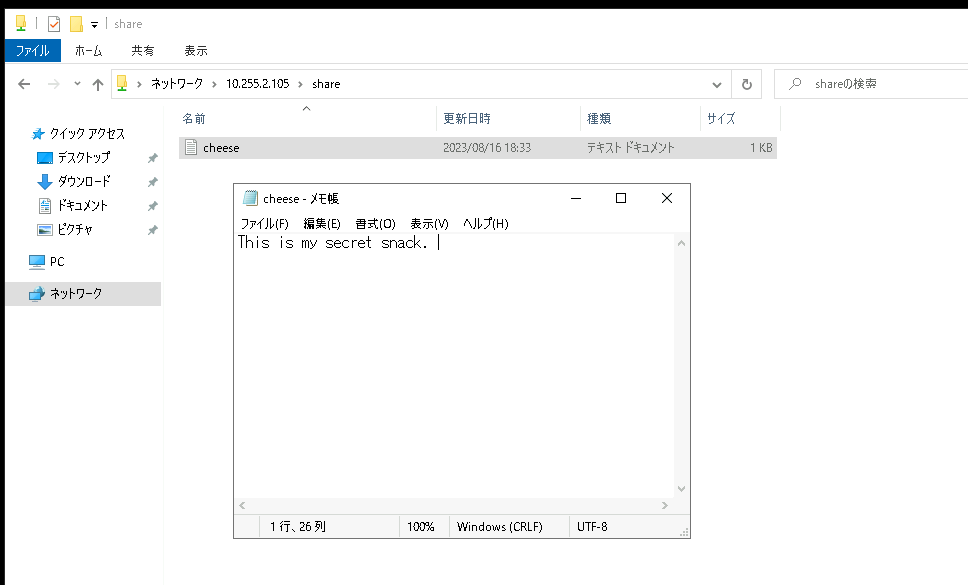 share
ファイル ホーム 共有 表示
ネットワーク 10.255.2.105 share shareの検索
名前 更新日時 種類 サイズ
クイック アクセス
cheese 2023/08/16 18:33 テキスト ドキュメント 1 KB
デスクトップ
ダウンロード
ドキュメント
ピクチャ
PC
ネットワーク
cheese - メモ帳
ファイル(F) 編集(E) 書式(O) 表示(V) ヘルプ(H)
This is my secret snack.
1 行、26 列 100% Windows (CRLF) UTF-8